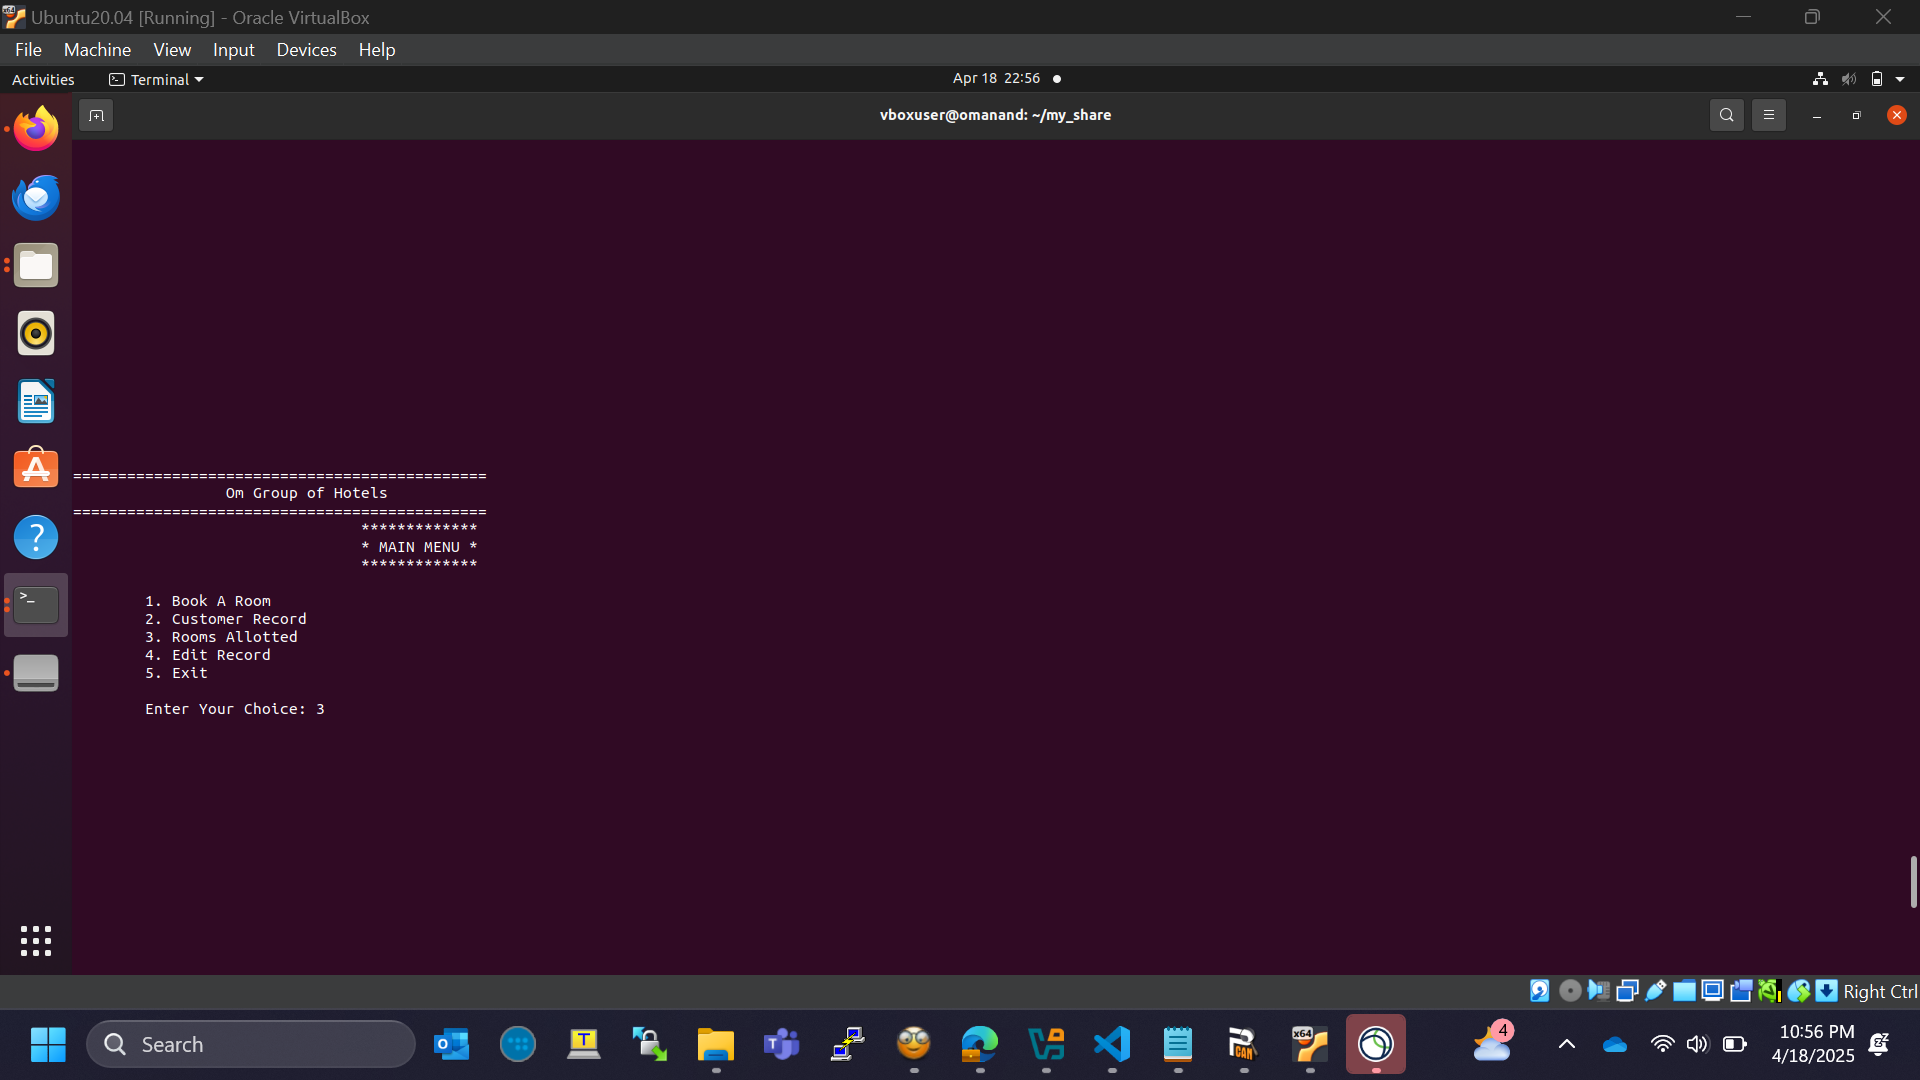 Ubuntu20.04 [Running] - Oracle VirtualBox
File Machine View Input Devices Help
Activities Terminal Apr 18 22:56
vboxuser@omanand: ~/my_share
==============================================
Om Group of Hotels
==============================================
*************
* MAIN MENU *
*************
1. Book A Room
2. Customer Record
3. Rooms Allotted
4. Edit Record
5. Exit
Enter Your Choice: 3
Right Ctrl
Search
4
10:56 PM
4/18/2025